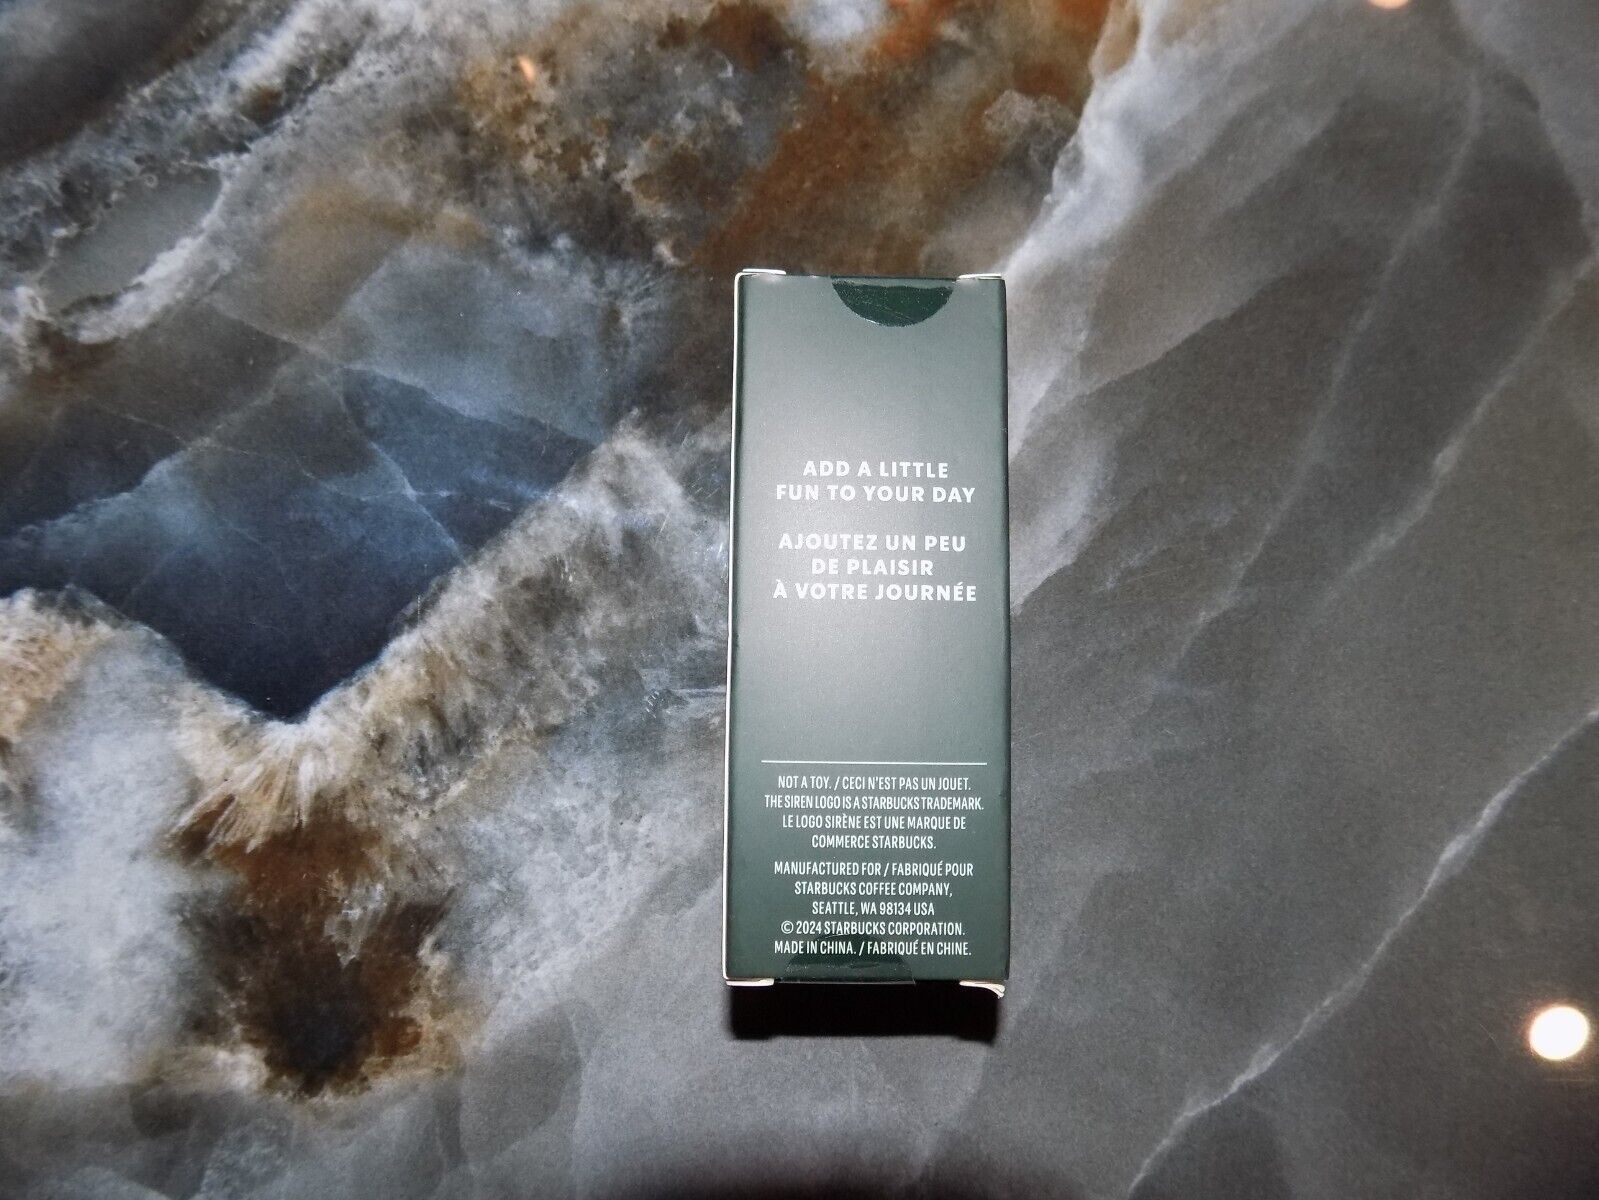 ADD A LITTLE
FUN TO YOUR DAY
AJOUTEZ UN PEU
DE PLAISIR
À VOTRE JOURNÉE
NOT A TOY. / CECI N'EST PAS UN JOUET.
THE SIREN LOGO IS A STARBUCKS TRADEMARK.
LE LOGO SIRÈNE EST UNE MARQUE DE
COMMERCE STARBUCKS.
MANUFACTURED FOR / FABRIQUÉ POUR
STARBUCKS COFFEE COMPANY,
SEATTLE, WA 98134 USA
© 2024 STARBUCKS CORPORATION.
MADE IN CHINA. / FABRIQUÉ EN CHINE.